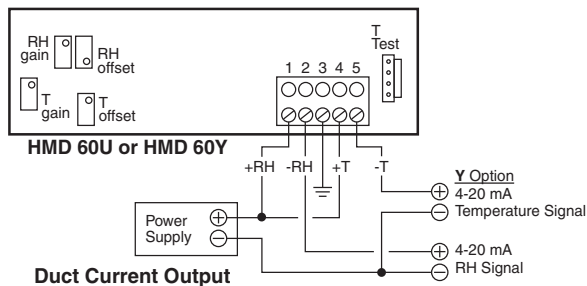 RH
gain
RH
offset
T
gain
T
offset
T
Test
1 2 3 4 5
HMD 60U or HMD 60Y
+RH -RH +T -T
Y Option
4-20 mA
Temperature Signal
Power
Supply
+
−
+
−
4-20 mA
RH Signal
+
−
Duct Current Output